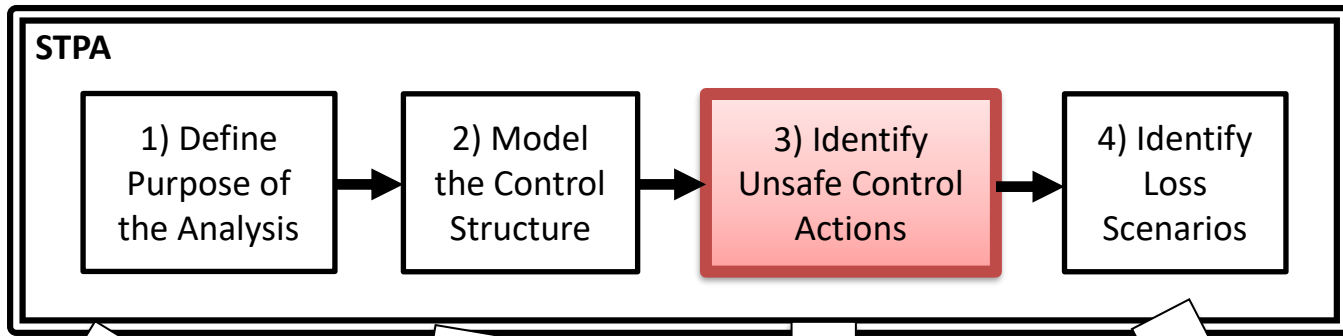 STPA
1) Define
Purpose of
the Analysis
2) Model
the Control
Structure
3) Identify
Unsafe Control
Actions
4) Identify
Loss
Scenarios